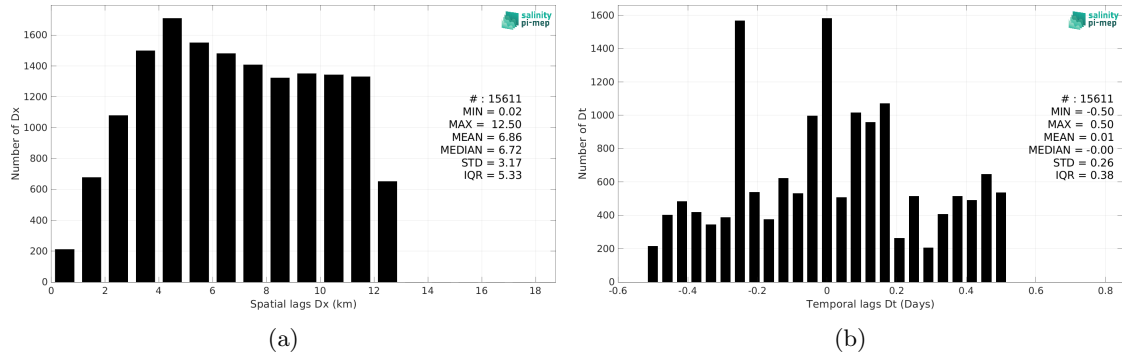 salinity
pi-mep
1600
1400
1200
1000
800
600
400
200
0
Number of Dx
# : 15611
MIN = 0.02
MAX = 12.50
MEAN = 6.86
MEDIAN = 6.72
STD = 3.17
IQR = 5.33
0 2 4 6 8 10 12 14 16 18
Spatial lags Dx (km)
(a)
salinity
pi-mep
1600
1400
1200
1000
800
600
400
200
0
Number of Dt
# : 15611
MIN = -0.50
MAX = 0.50
MEAN = 0.01
MEDIAN = -0.00
STD = 0.26
IQR = 0.38
-0.6 -0.4 -0.2 0 0.2 0.4 0.6 0.8
Temporal lags Dt (Days)
(b)